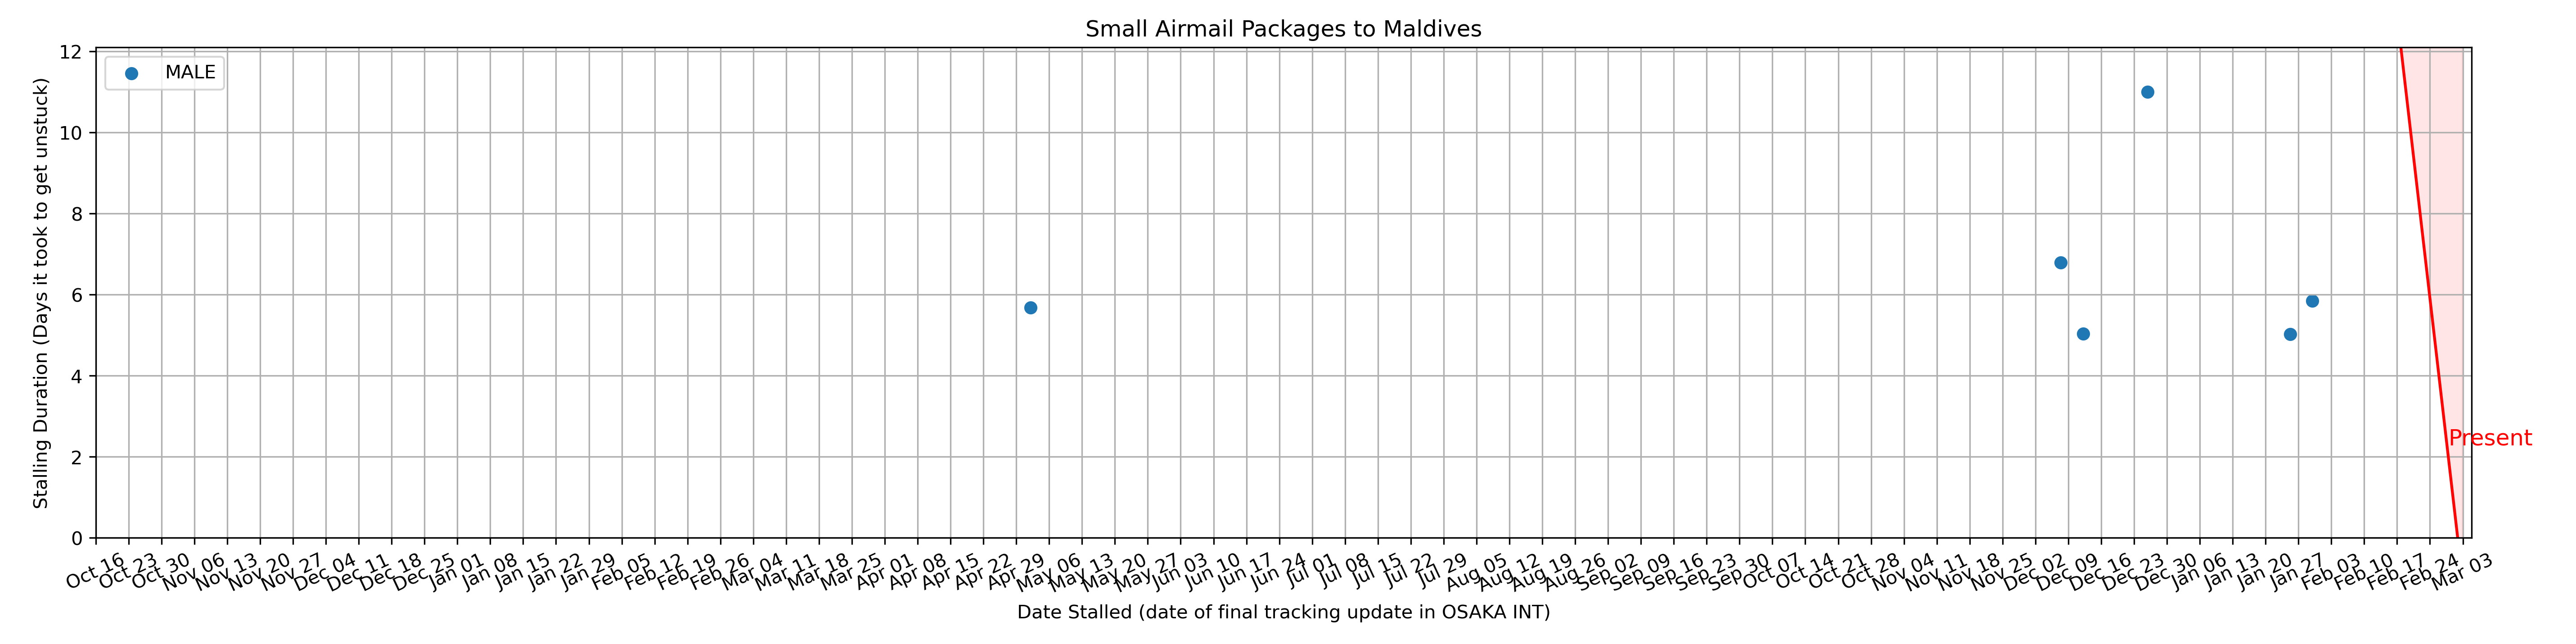 Small Airmail Packages to Maldives
MALE
12
10
8
6
4
2
0
Stalling Duration (Days it took to get unstuck)
Present
Oct 16
Oct 23
Oct 30
Nov 06
Nov 13
Nov 20
Nov 27
Dec 04
Dec 11
Dec 18
Dec 25
Jan 01
Jan 08
Jan 15
Jan 22
Jan 29
Feb 05
Feb 12
Feb 19
Feb 26
Mar 04
Mar 11
Mar 18
Mar 25
Apr 01
Apr 08
Apr 15
Apr 22
Apr 29
May 06
May 13
May 20
May 27
Jun 03
Jun 10
Jun 17
Jun 24
Jul 01
Jul 08
Jul 15
Jul 22
Jul 29
Aug 05
Aug 12
Aug 19
Aug 26
Sep 02
Sep 09
Sep 16
Sep 23
Sep 30
Oct 07
Oct 14
Oct 21
Oct 28
Nov 04
Nov 11
Nov 18
Nov 25
Dec 02
Dec 09
Dec 16
Dec 23
Dec 30
Jan 06
Jan 13
Jan 20
Jan 27
Feb 03
Feb 10
Feb 17
Feb 24
Mar 03
Date Stalled (date of final tracking update in OSAKA INT)